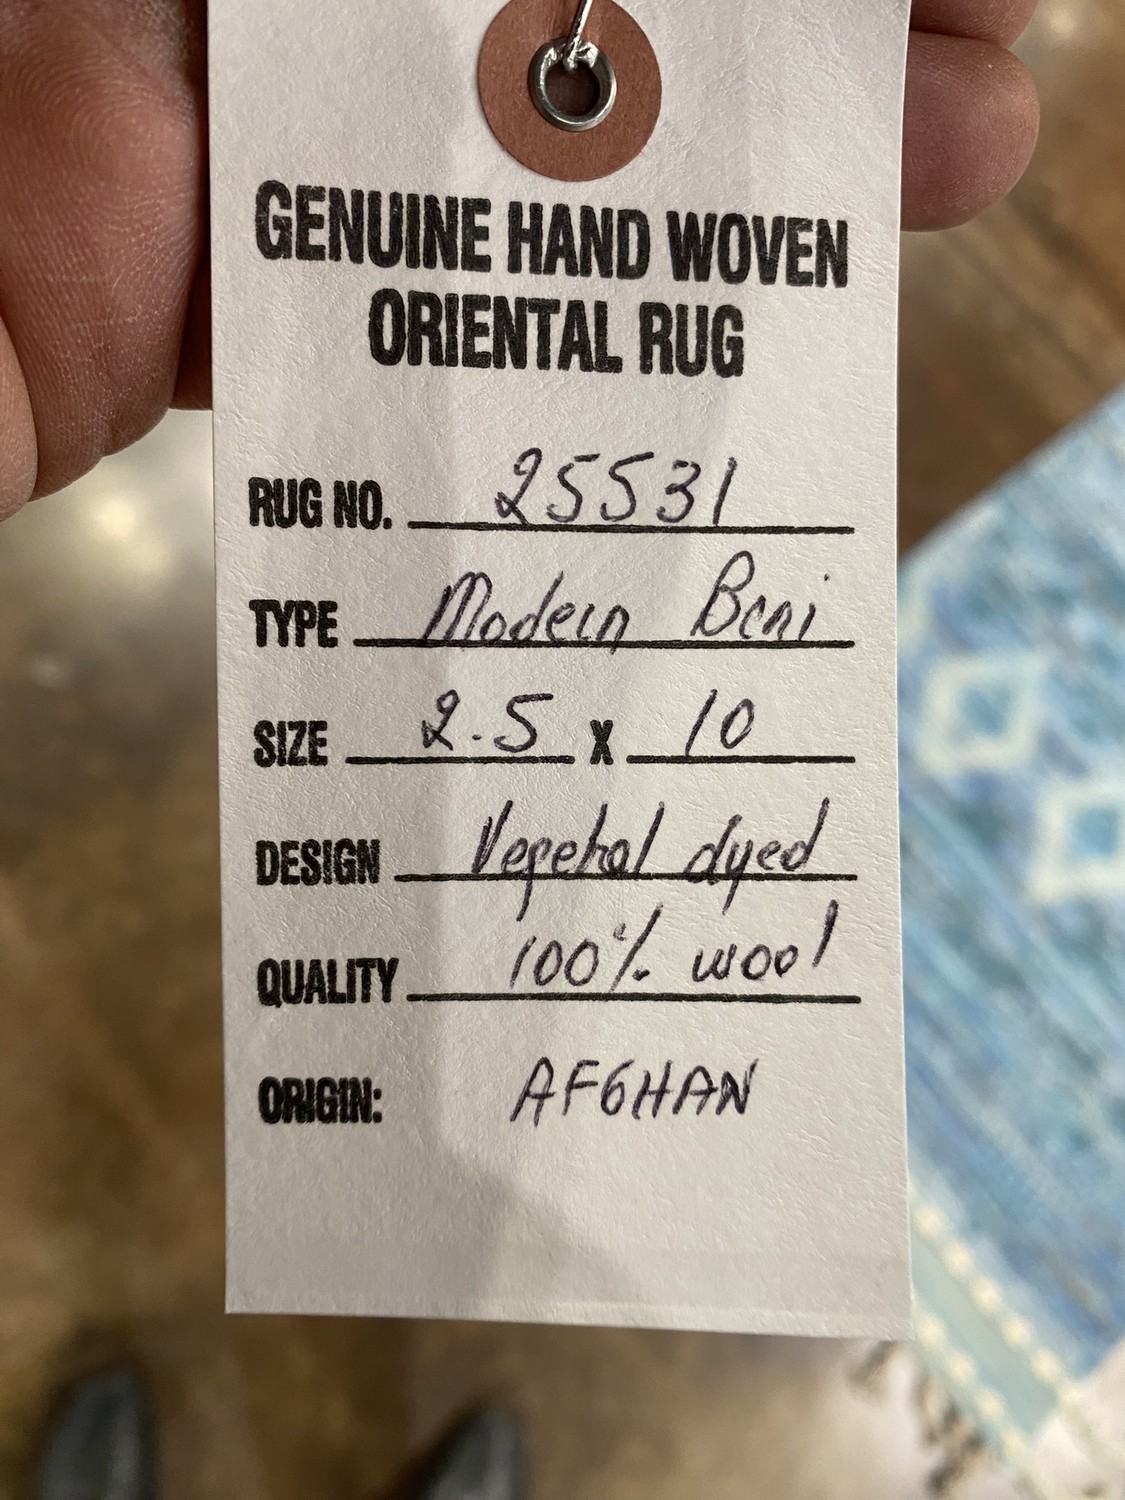 GENUINE HAND WOVEN
ORIENTAL RUG
RUG NO. 25531
TYPE Modern Beni
SIZE 2.5 X 10
DESIGN Vegetal dyed
QUALITY 100% wool
ORIGIN: AFGHAN